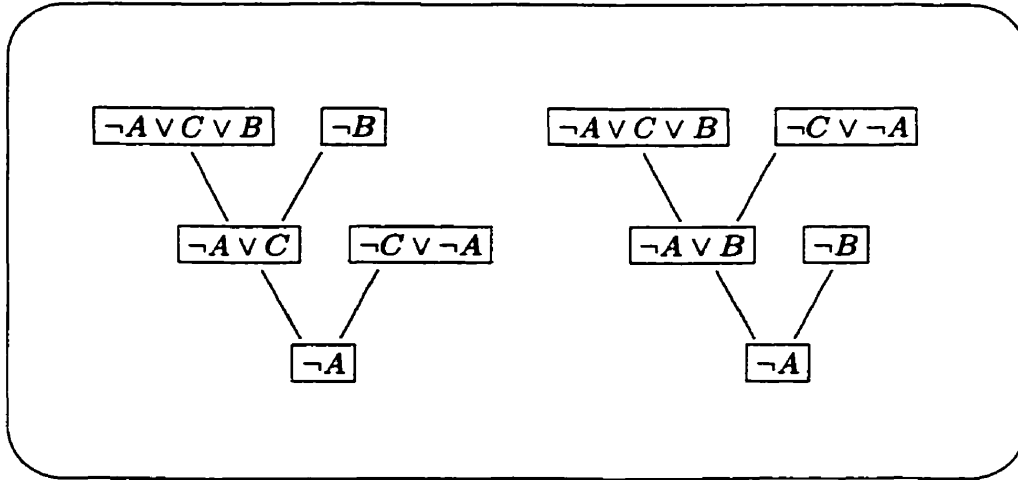 ¬A ∨ C ∨ B ¬B ¬A ∨ C ∨ B ¬C ∨ ¬A
¬A ∨ C ¬C ∨ ¬A ¬A ∨ B ¬B
¬A ¬A